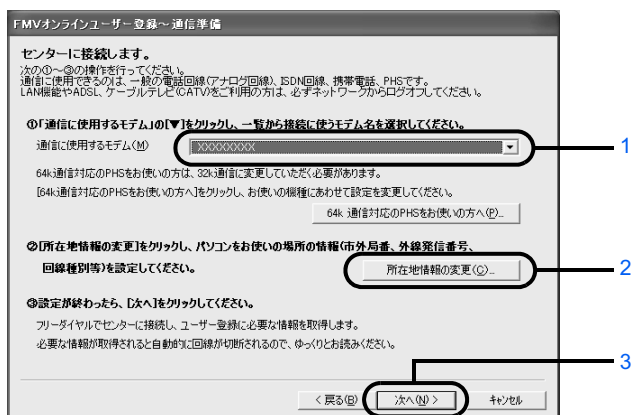 FMVオンラインユーザー登録～通信準備
センターに接続します。
次の①～③の操作を行ってください。
通信に使用できるのは、一般の電話回線(アナログ回線)、ISDN回線、携帯電話、PHSです。
LAN機能やADSL、ケーブルテレビ(CATV)をご利用の方は、必ずネットワークからログオフしてください。
①「通信に使用するモデム」の[▼]をクリックし、一覧から接続に使うモデム名を選択してください。
通信に使用するモデム(M)
XXXXXXXXX
1
64k通信対応のPHSをお使いの方は、32k通信に変更していただく必要があります。
[64k通信対応のPHSをお使いの方へ]をクリックし、お使いの機種にあわせて設定を変更してください。
64k 通信対応のPHSをお使いの方へ(P)...
②[所在地情報の変更]をクリックし、パソコンをお使いの場所の情報(市外局番、外線発信番号、
回線種別等)を設定してください。
所在地情報の変更(C)...
2
③設定が終わったら、[次へ]をクリックしてください。
フリーダイヤルでセンターに接続し、ユーザー登録に必要な情報を取得します。
必要な情報が取得されると自動的に回線が切断されるので、ゆっくりとお読みください。
3
< 戻る(B)
次へ(N) >
キャンセル